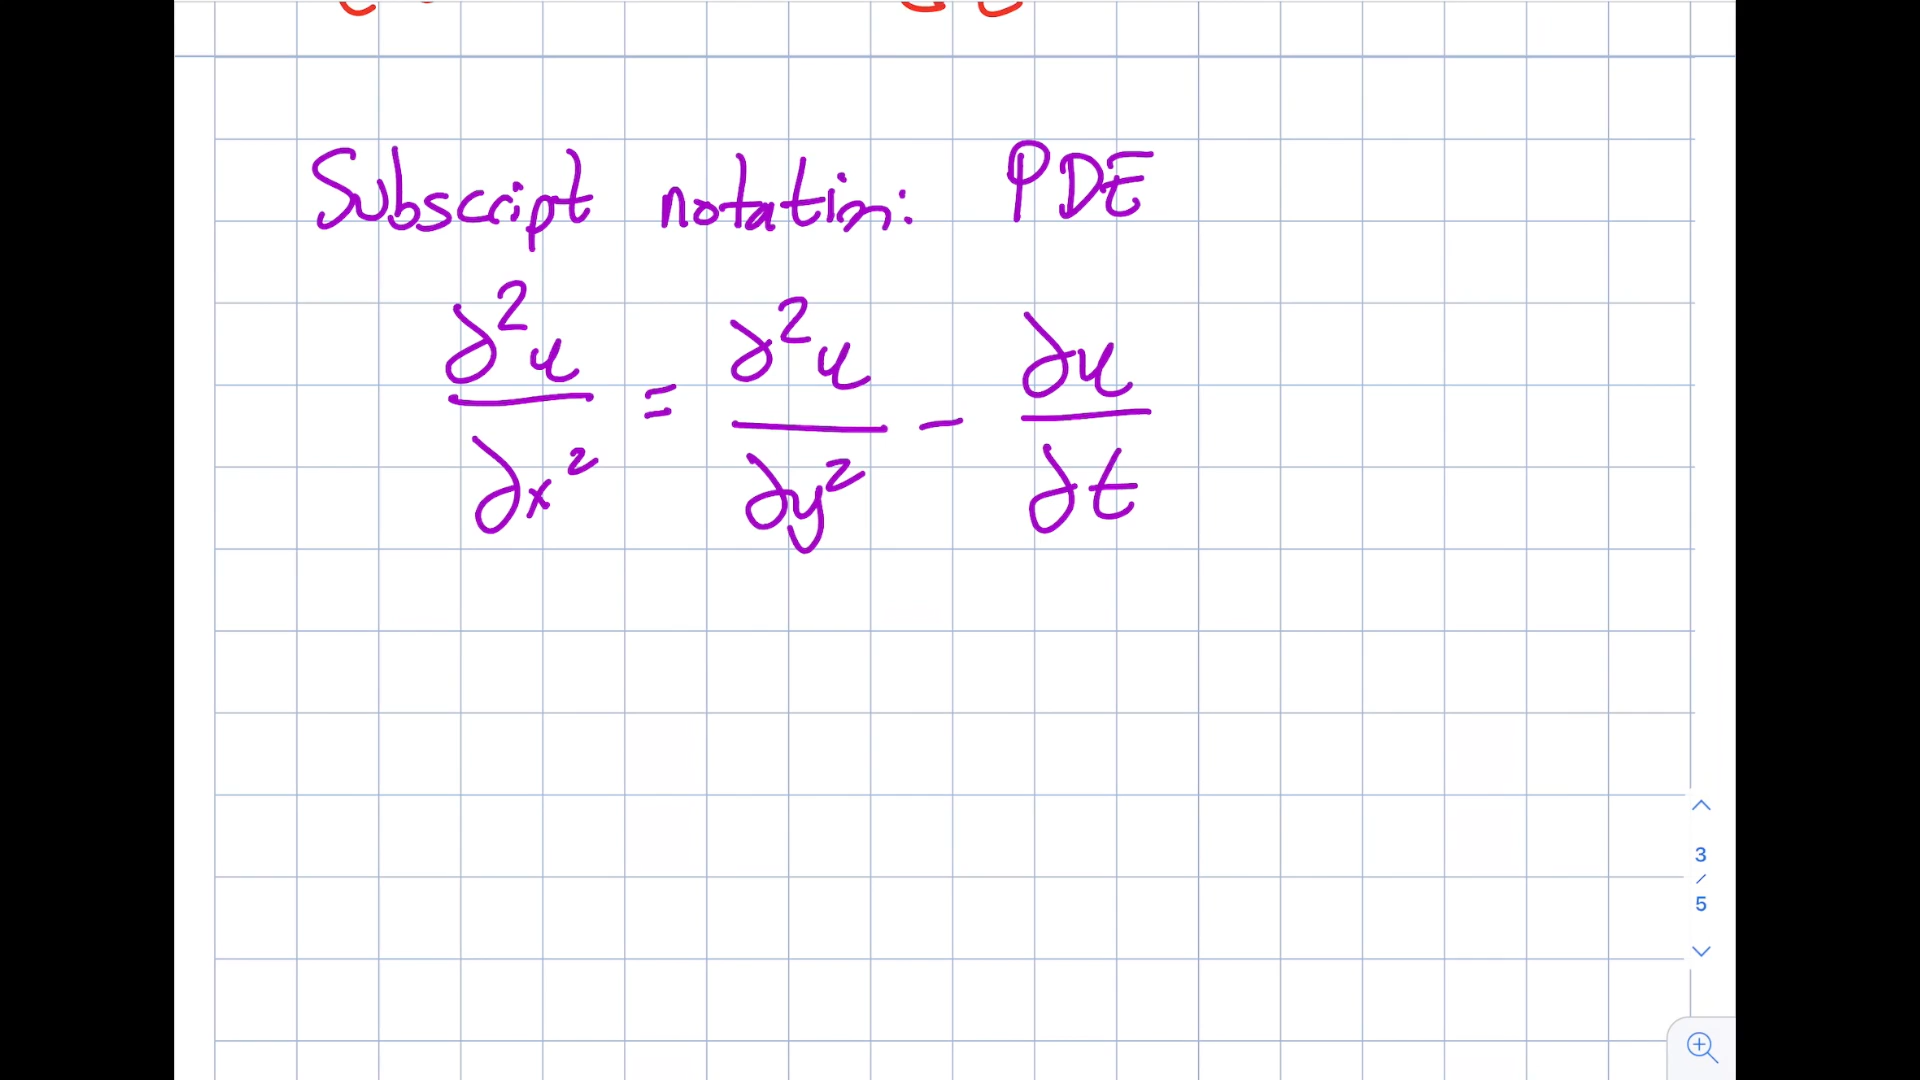 Subscript notation: PDE
∂²u/∂x² = ∂²u/∂y² - ∂u/∂t
3
/
5